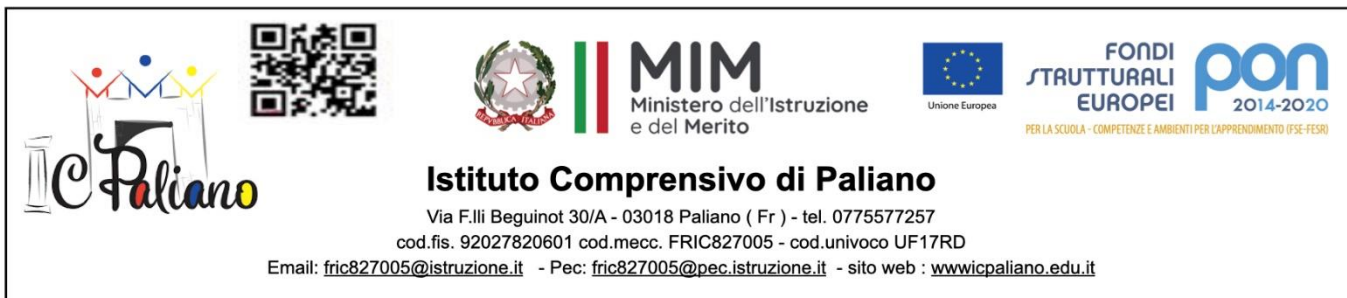 IC Paliano
REPVBBLICA ITALIANA
MIM
Ministero dell'Istruzione
e del Merito
Unione Europea
FONDI
STRUTTURALI
EUROPEI
pon
2014-2020
PER LA SCUOLA - COMPETENZE E AMBIENTI PER L'APPRENDIMENTO (FSE-FESR)
Istituto Comprensivo di Paliano
Via F.lli Beguinot 30/A - 03018 Paliano ( Fr ) - tel. 0775577257
cod.fis. 92027820601 cod.mecc. FRIC827005 - cod.univoco UF17RD
Email: fric827005@istruzione.it - Pec: fric827005@pec.istruzione.it - sito web : wwwicpaliano.edu.it